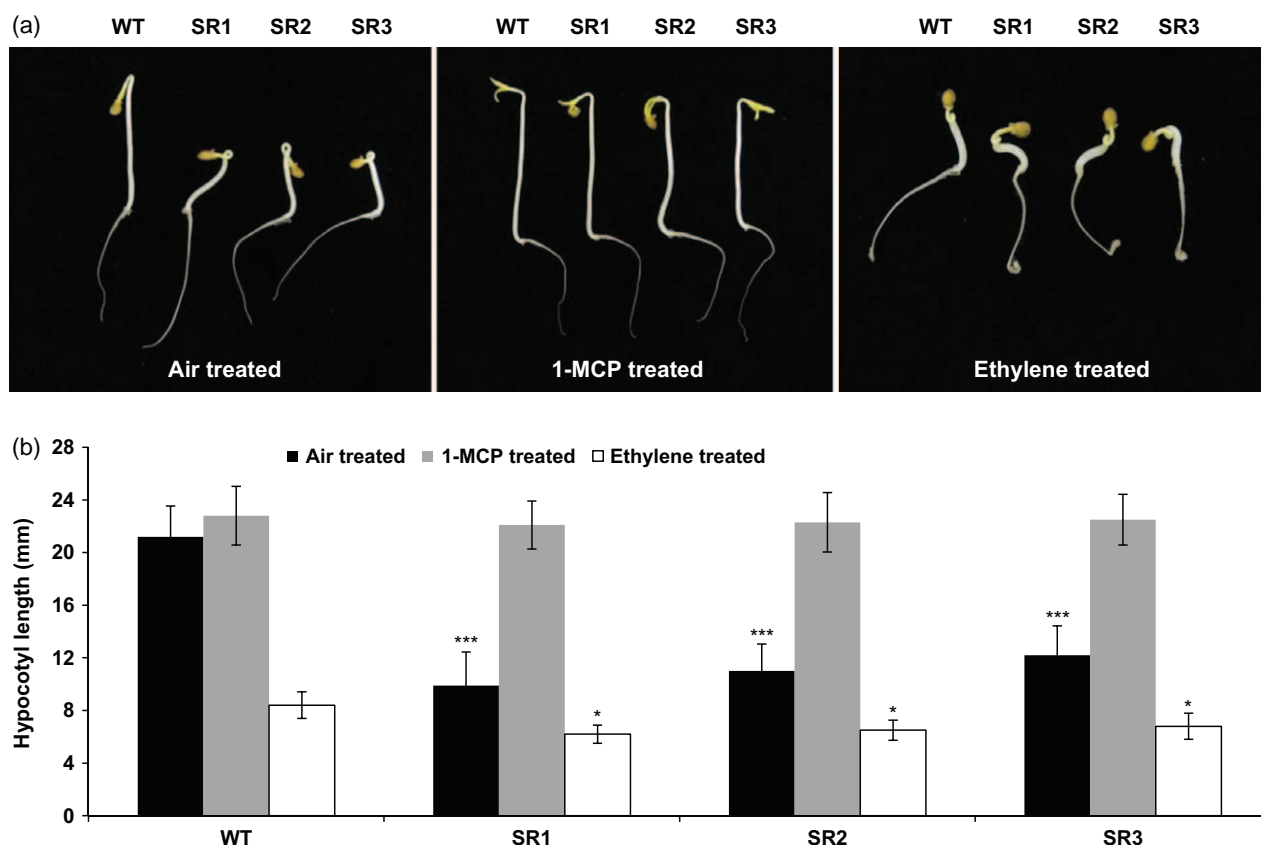 (a) WT SR1 SR2 SR3 WT SR1 SR2 SR3 WT SR1 SR2 SR3
Air treated 1-MCP treated Ethylene treated
(b)
28
Air treated 1-MCP treated Ethylene treated
24
20
16
12
8
4
0
Hypocotyl length (mm)
***
*
***
*
***
*
WT SR1 SR2 SR3